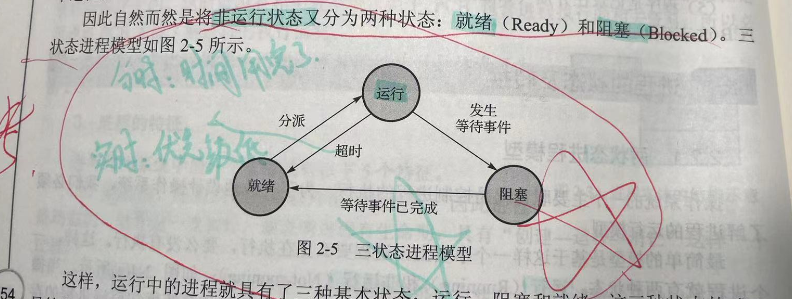 因此自然而然是将非运行状态又分为两种状态：就绪（Ready）和阻塞（Blocked）。三
状态进程模型如图 2-5 所示。
分时：时间用完了.
运行
分派
发生
等待事件
实时：优先级低
超时
就绪
阻塞
等待事件已完成
图 2-5 三状态进程模型
54
这样，运行中的进程就具有了三种基本状态：运行、阻塞和就绪。这三种状态